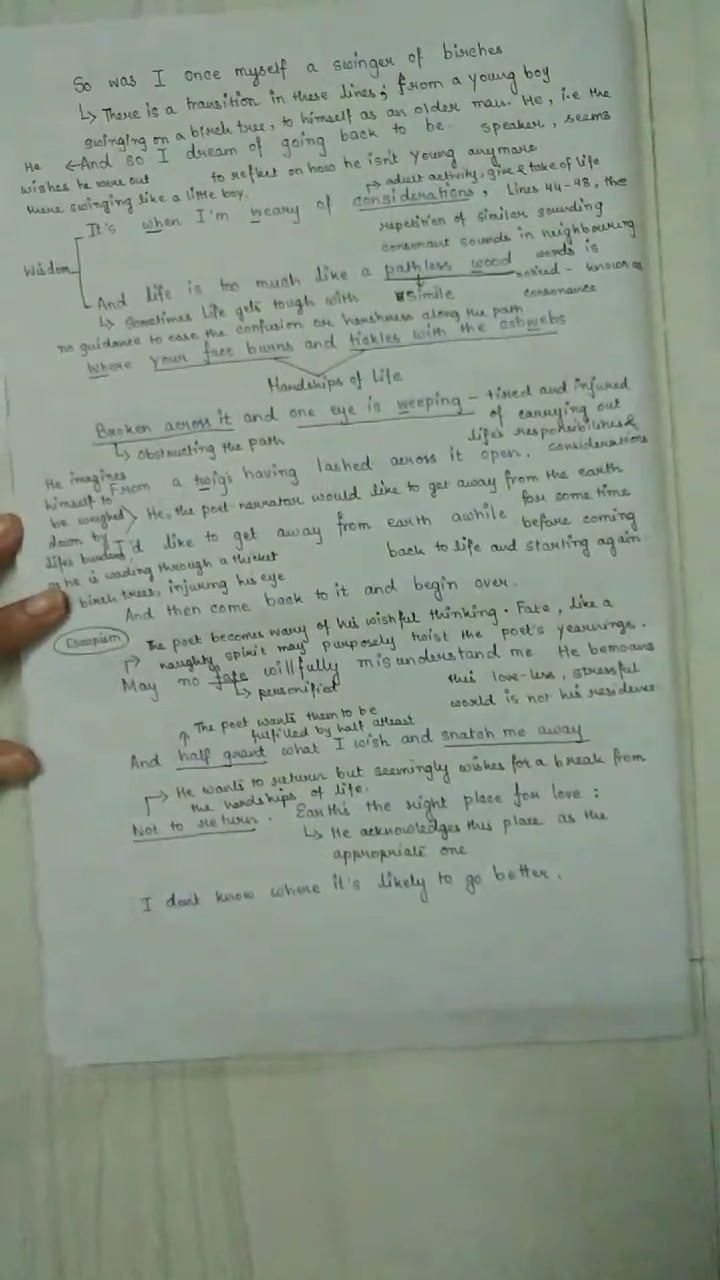 So was I once myself a swinger of birches
↳ There is a transition in these lines; from a young boy
swinging on a birch tree, to himself as an older man. He, i.e the
He ← And so I dream of going back to be. speaker, seems
wishes he were out to reflect on how he isn't young anymore
there swinging like a little boy. → adult activity, give & take of life
It's when I'm weary of considerations, Lines 44-48, the
repetition of similar sounding
consonant sounds in neighbouring
Wisdom
And life is too much like a pathless wood words is
noticed - known as
↳ Sometimes life gets tough with simile consonance
no guidance to ease the confusion or harshness along the path
Where your face burns and tickles with the cobwebs
Hardships of Life
Broken across it and one eye is weeping - tired and injured
↳ obstructing the path of carrying out
life's responsibilities &
He imagines From a twig's having lashed across it open. considerations
himself to
be weighed He, the poet-narrator would like to get away from the earth
down by for some time
life's burdens I'd like to get away from earth awhile before coming
as he is wading through a thicket back to life and starting again
birch trees, injuring his eye
And then come back to it and begin over.
Escapism The poet becomes wary of his wishful thinking. Fate, like a
naughty spirit may purposely twist the poet's yearnings.
May no fate willfully misunderstand me He bemoans
↳ personified this love-less, stressful
world is not his residence
↑ The poet wants them to be
fulfilled by half atleast
And half grant what I wish and snatch me away
→ He wants to return but seemingly wishes for a break from
the hardships of life.
Not to return. Earth's the right place for love:
↳ He acknowledges this place as the
appropriate one
I don't know where it's likely to go better.